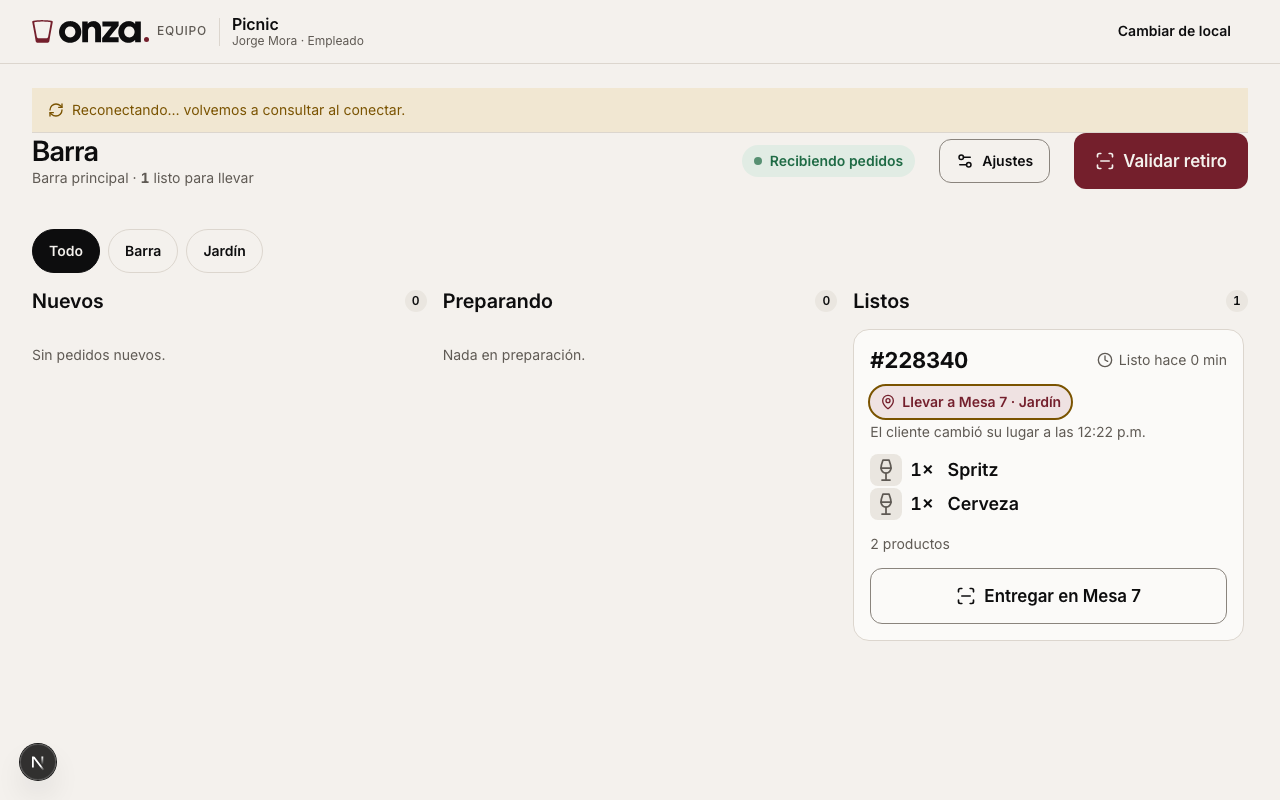 onza. EQUIPO
Picnic
Jorge Mora · Empleado
Cambiar de local
Reconectando… volvemos a consultar al conectar.
Barra
Barra principal · 1 listo para llevar
Recibiendo pedidos
Ajustes
Validar retiro
Todo
Barra
Jardín
Nuevos
0
Sin pedidos nuevos.
Preparando
0
Nada en preparación.
Listos
1
#228340
Listo hace 0 min
Llevar a Mesa 7 · Jardín
El cliente cambió su lugar a las 12:22 p.m.
1× Spritz
1× Cerveza
2 productos
Entregar en Mesa 7
N